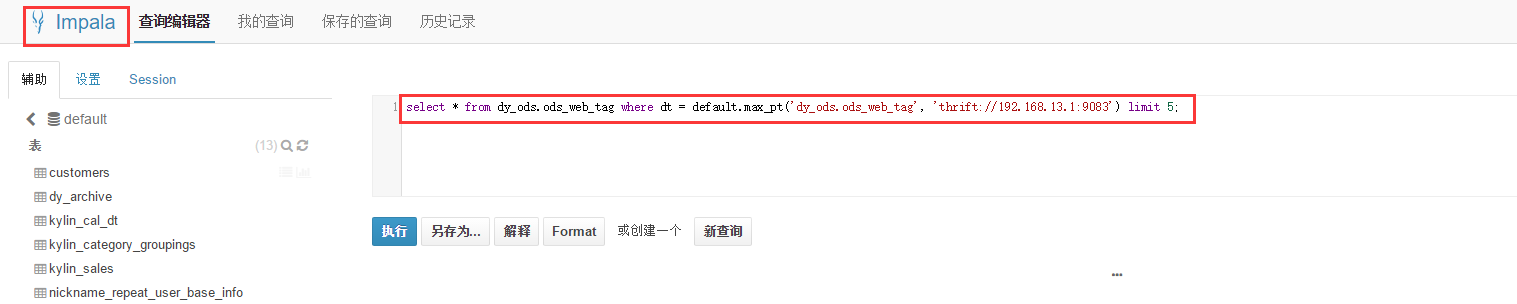 Impala 查询编辑器 我的查询 保存的查询 历史记录
辅助 设置 Session
1 select * from dy_ods.ods_web_tag where dt = default.max_pt('dy_ods.ods_web_tag', 'thrift://192.168.13.1:9083') limit 5;
default
表 (13)
customers
dy_archive
kylin_cal_dt
kylin_category_groupings
kylin_sales
nickname_repeat_user_base_info
执行 另存为... 解释 Format 或创建一个 新查询
...